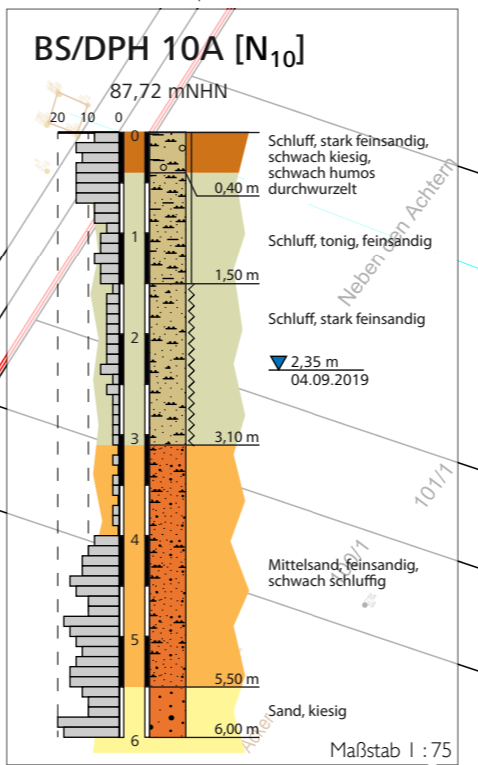 BS/DPH 10A [N10]
87,72 mNHN
20 10 0
0
Schluff, stark feinsandig,
schwach kiesig,
schwach humos
durchwurzelt
0,40 m
1
Schluff, tonig, feinsandig
Neben den Achtern
1,50 m
Schluff, stark feinsandig
2
2,35 m
04.09.2019
3
3,10 m
101/1
4
Mittelsand, feinsandig,
schwach schluffig
5
5,50 m
Sand, kiesig
Acker
6,00 m
6
Maßstab 1 : 75